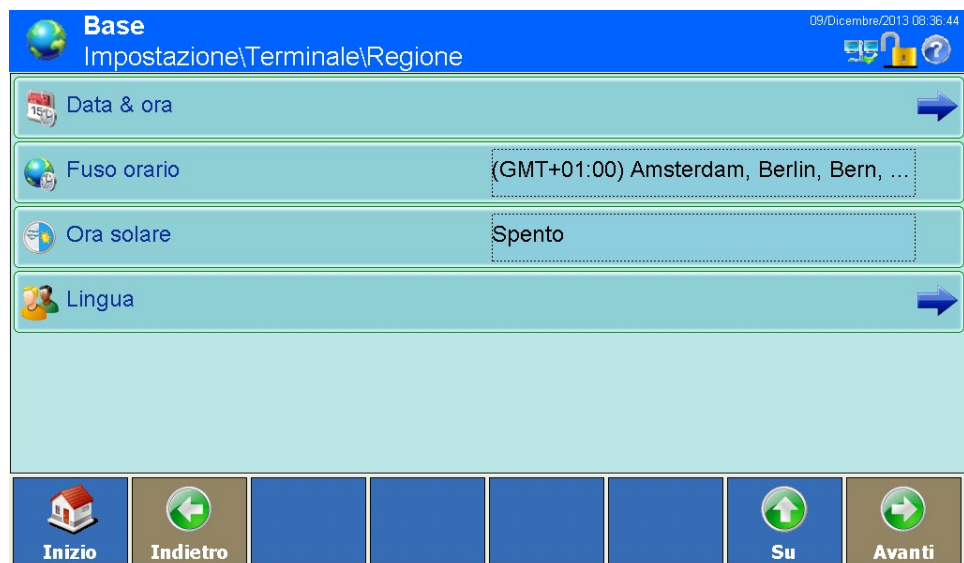 Base
09/Dicembre/2013 08:36:44
Impostazione\Terminale\Regione
Data & ora
Fuso orario
(GMT+01:00) Amsterdam, Berlin, Bern, ...
Ora solare
Spento
Lingua
Inizio
Indietro
Su
Avanti